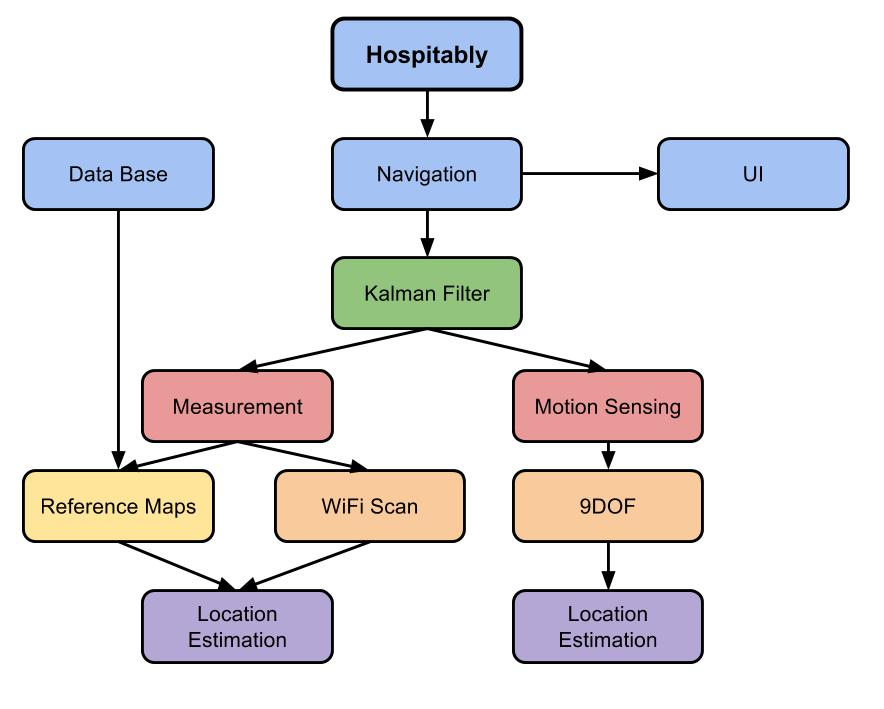 Hospitably
Data Base
Navigation
UI
Kalman Filter
Measurement
Motion Sensing
Reference Maps
WiFi Scan
9DOF
Location
Estimation
Location
Estimation